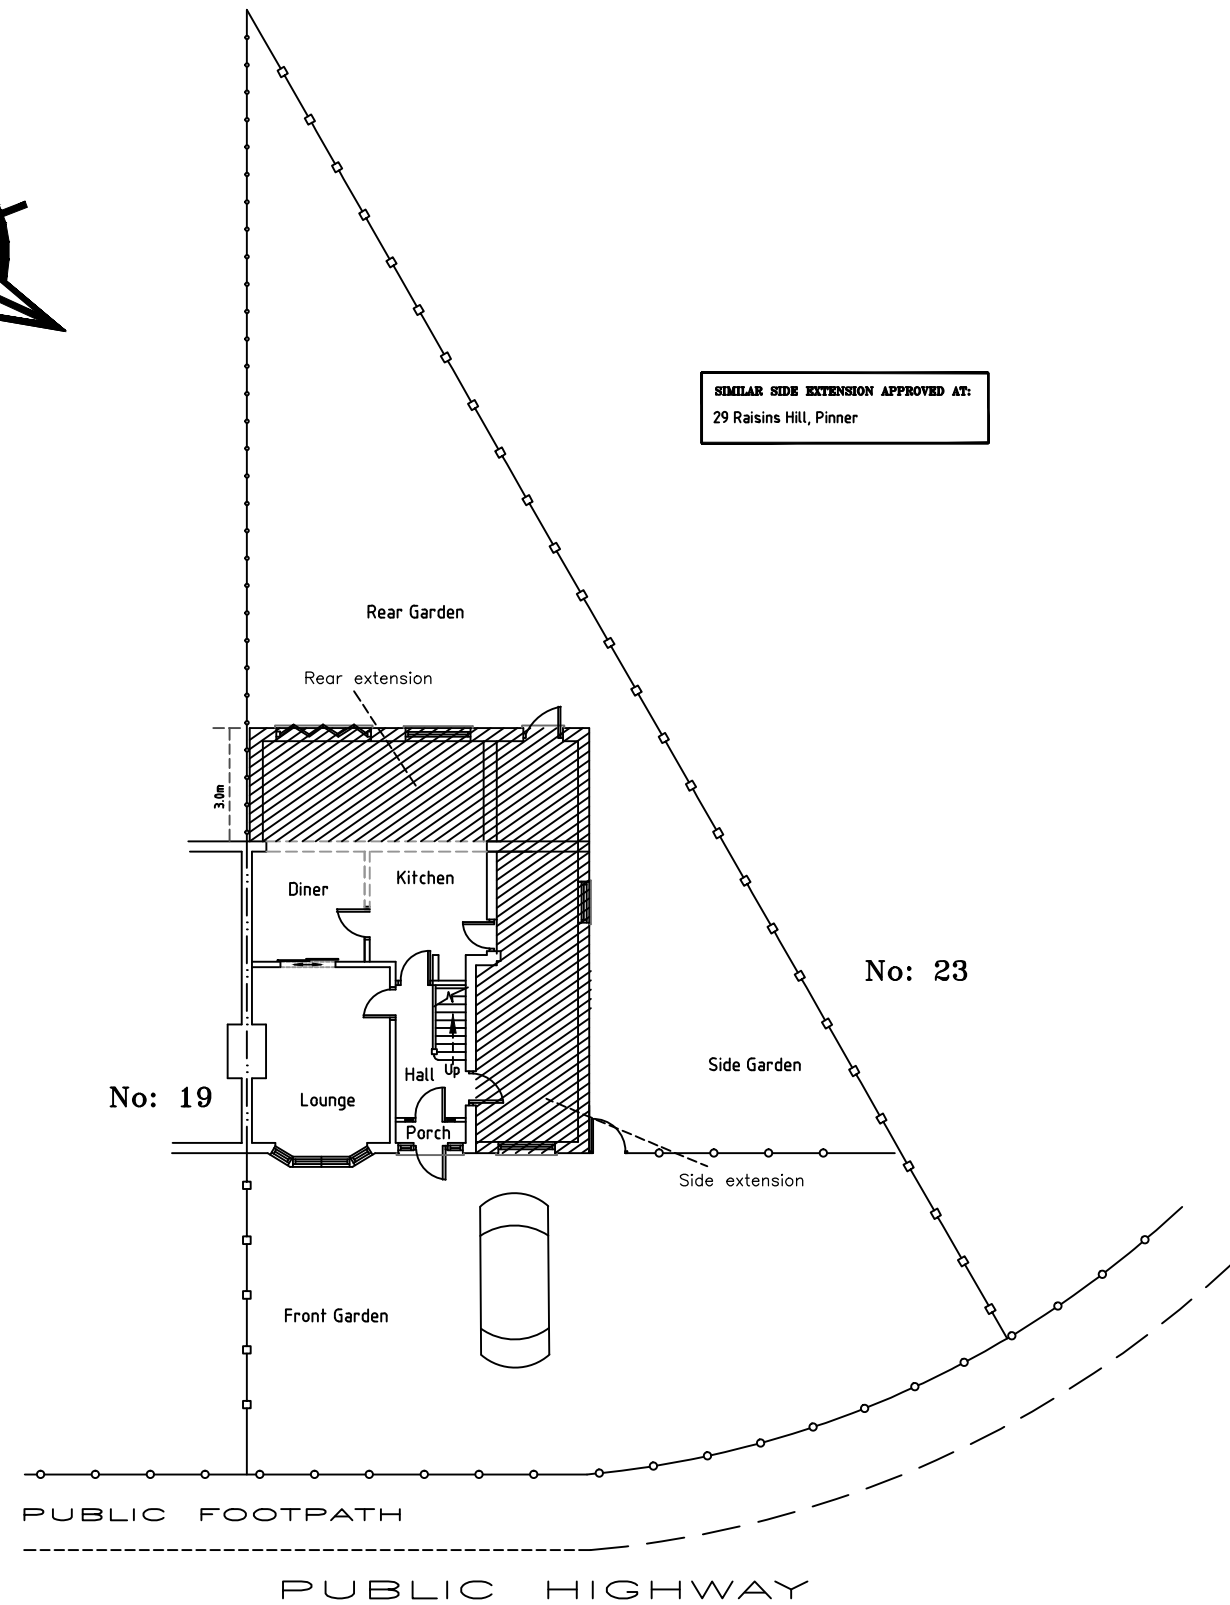 SIMILAR SIDE EXTENSION APPROVED AT:
29 Raisins Hill, Pinner
Rear Garden
Rear extension
3.0m
Diner
Kitchen
No: 23
Side Garden
Hall
Up
No: 19
Lounge
Porch
Side extension
Front Garden
PUBLIC FOOTPATH
PUBLIC HIGHWAY